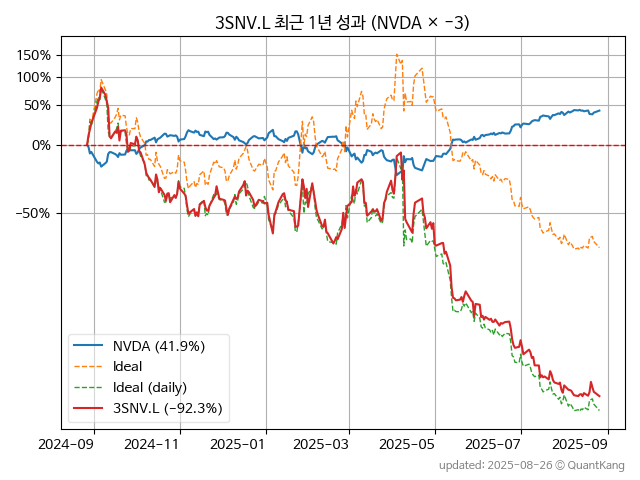 3SNV.L 최근 1년 성과 (NVDA × −3)
150%
100%
50%
0%
−50%
NVDA (41.9%)
Ideal
Ideal (daily)
3SNV.L (−92.3%)
2024-09
2024-11
2025-01
2025-03
2025-05
2025-07
2025-09
updated: 2025-08-26 © QuantKang